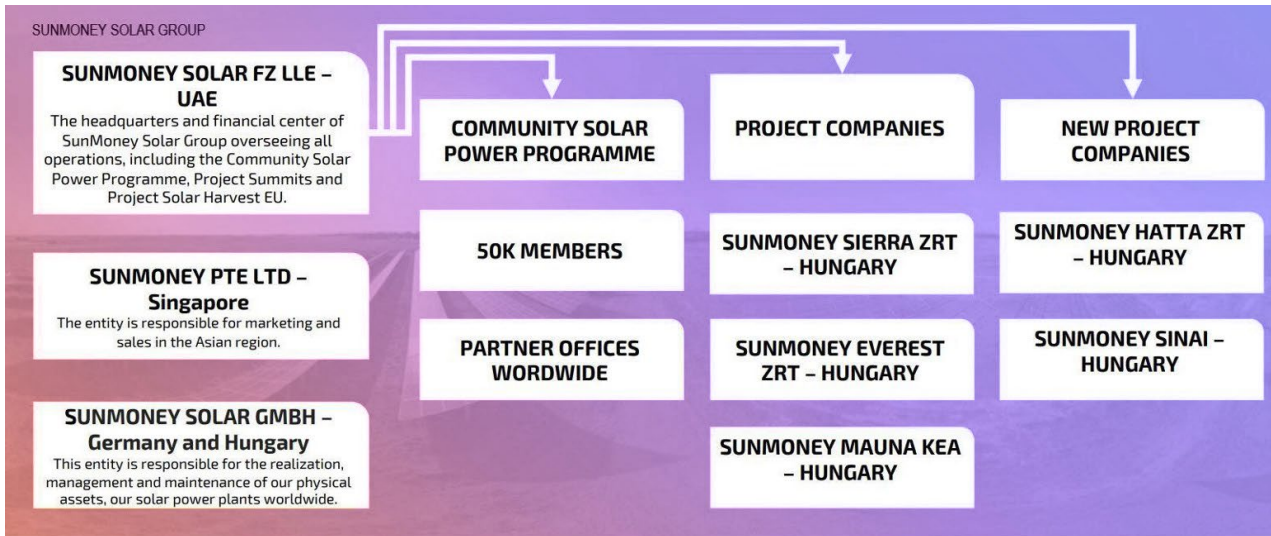 SUNMONEY SOLAR GROUP
SUNMONEY SOLAR FZ LLE –
UAE
The headquarters and financial center of
SunMoney Solar Group overseeing all
operations, including the Community Solar
Power Programme, Project Summits and
Project Solar Harvest EU.
SUNMONEY PTE LTD –
Singapore
The entity is responsible for marketing and
sales in the Asian region.
SUNMONEY SOLAR GMBH –
Germany and Hungary
This entity is responsible for the realization,
management and maintenance of our physical
assets, our solar power plants worldwide.
COMMUNITY SOLAR
POWER PROGRAMME
50K MEMBERS
PARTNER OFFICES
WORDWIDE
PROJECT COMPANIES
SUNMONEY SIERRA ZRT
– HUNGARY
SUNMONEY EVEREST
ZRT – HUNGARY
SUNMONEY MAUNA KEA
– HUNGARY
NEW PROJECT
COMPANIES
SUNMONEY HATTA ZRT
– HUNGARY
SUNMONEY SINAI –
HUNGARY